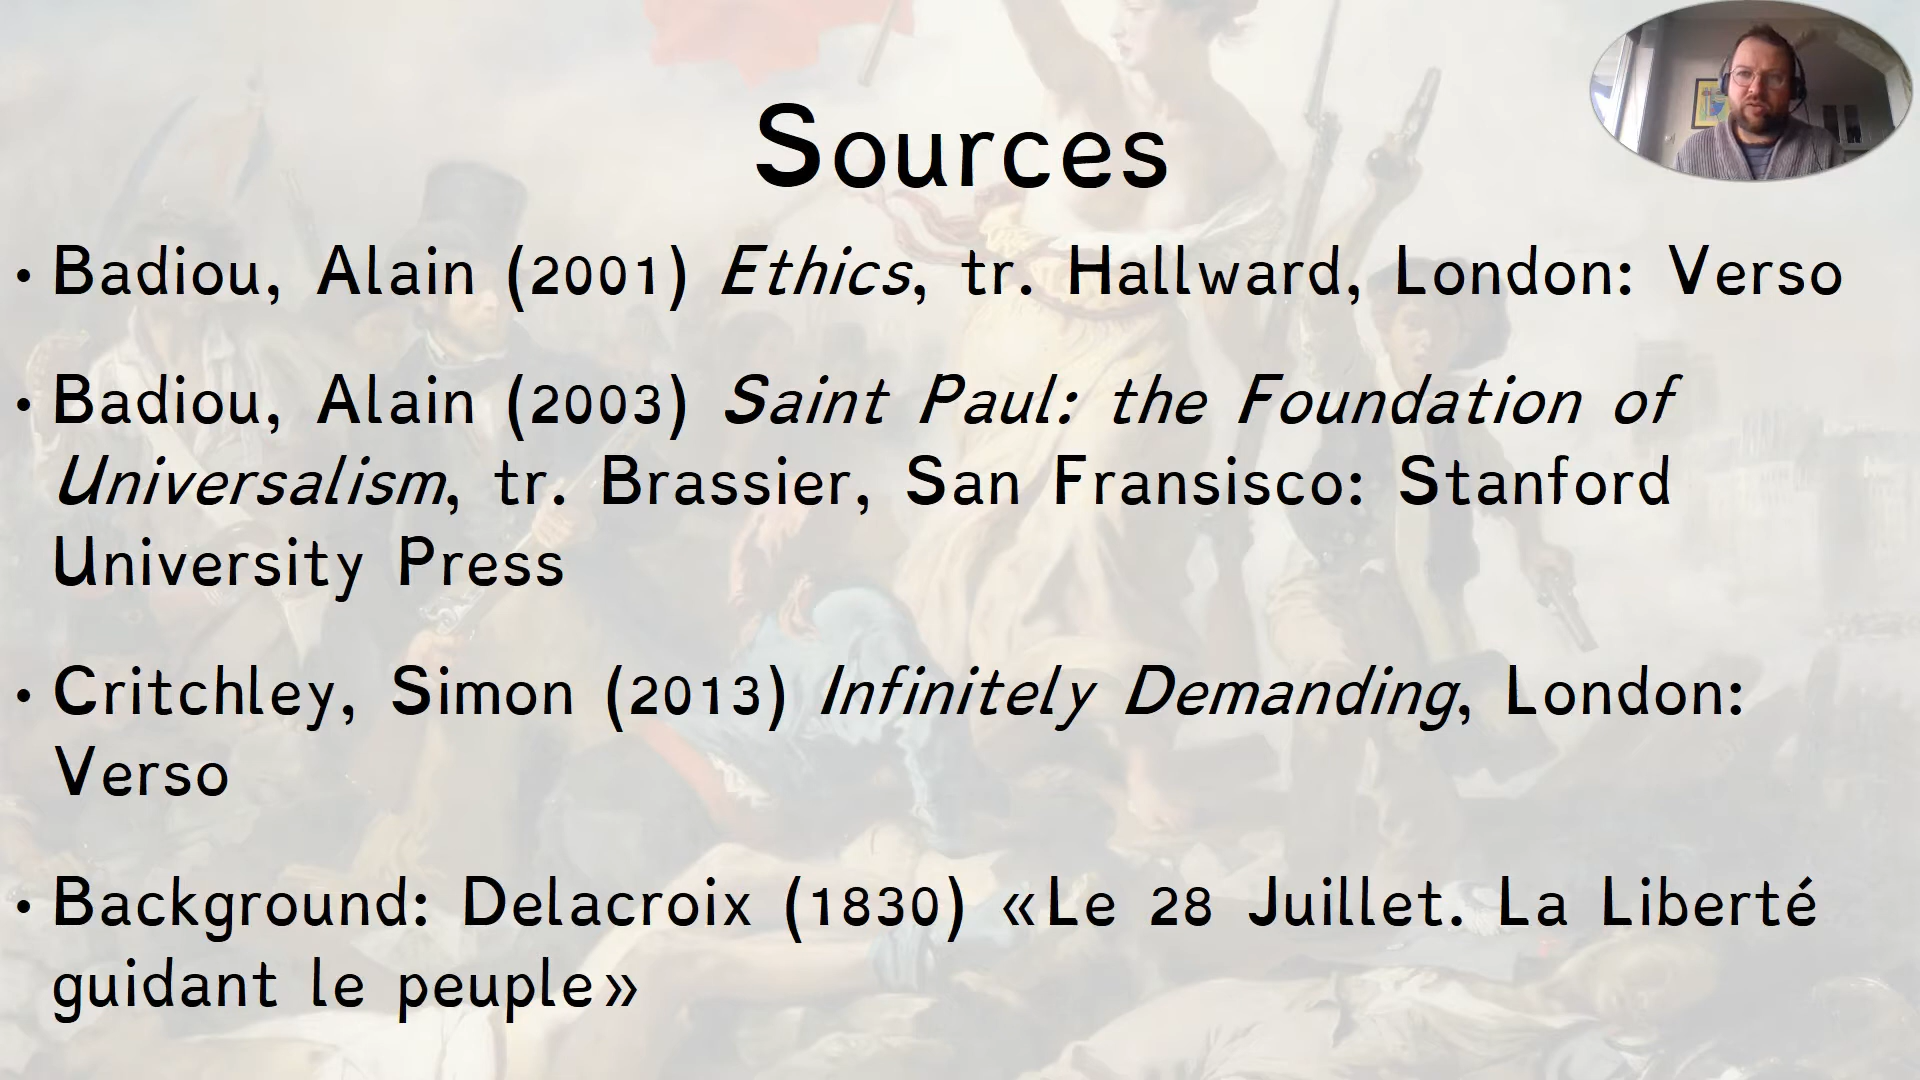 Sources
• Badiou, Alain (2001) Ethics, tr. Hallward, London: Verso
• Badiou, Alain (2003) Saint Paul: the Foundation of
Universalism, tr. Brassier, San Fransisco: Stanford
University Press
• Critchley, Simon (2013) Infinitely Demanding, London:
Verso
• Background: Delacroix (1830) «Le 28 Juillet. La Liberté
guidant le peuple»